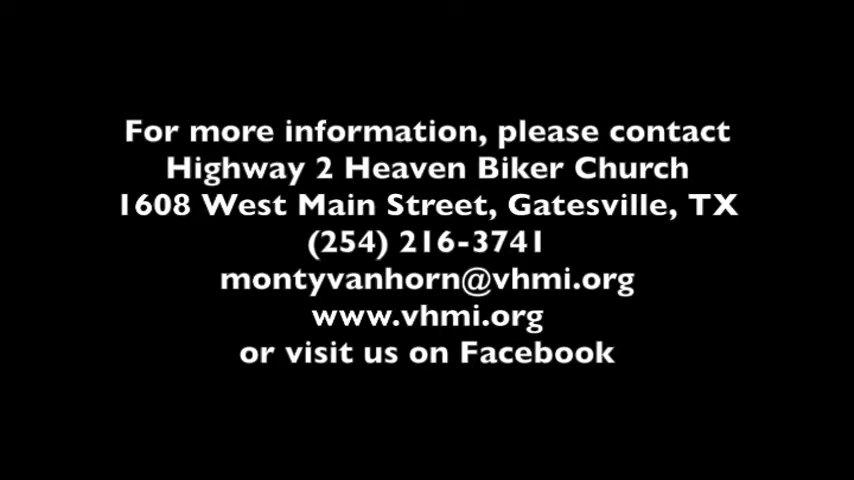 For more information, please contact
Highway 2 Heaven Biker Church
1608 West Main Street, Gatesville, TX
(254) 216-3741
montyvanhorn@vhmi.org
www.vhmi.org
or visit us on Facebook